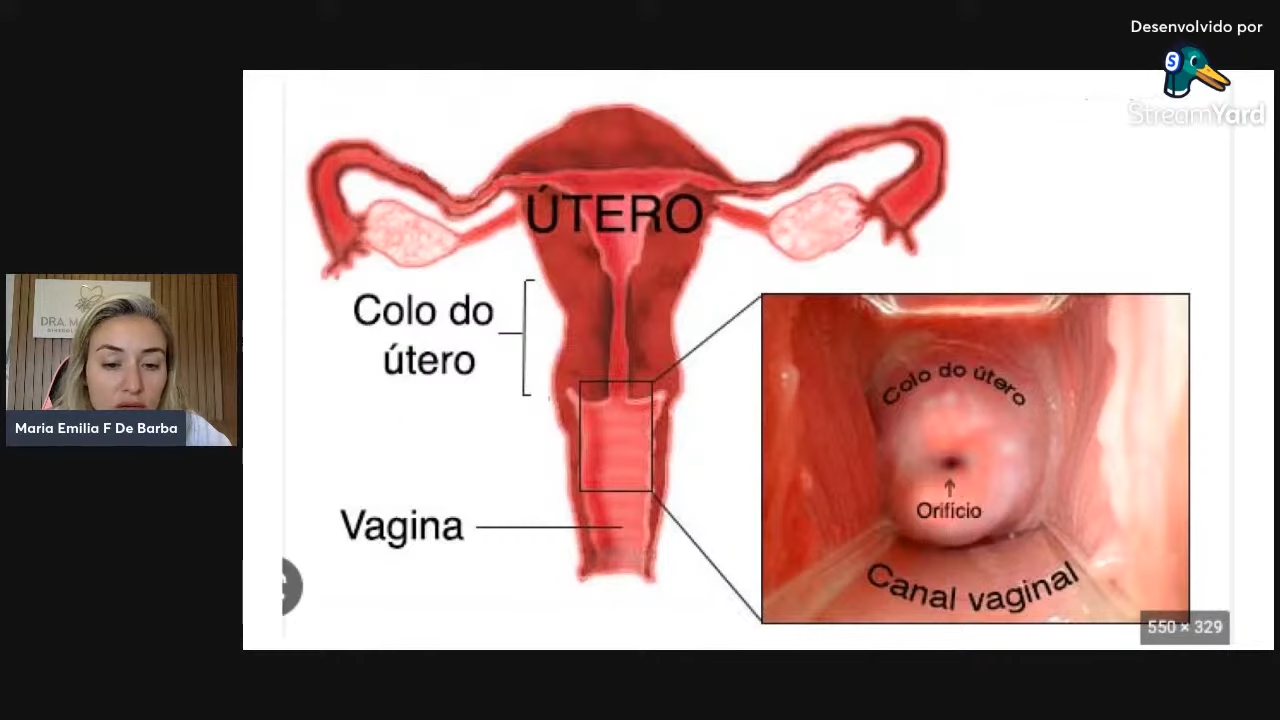 Desenvolvido por
StreamYard
ÚTERO
Colo do
útero
Colo do útero
Orifício
Vagina
Canal vaginal
550 × 329
DRA. M
Maria Emilia F De Barba